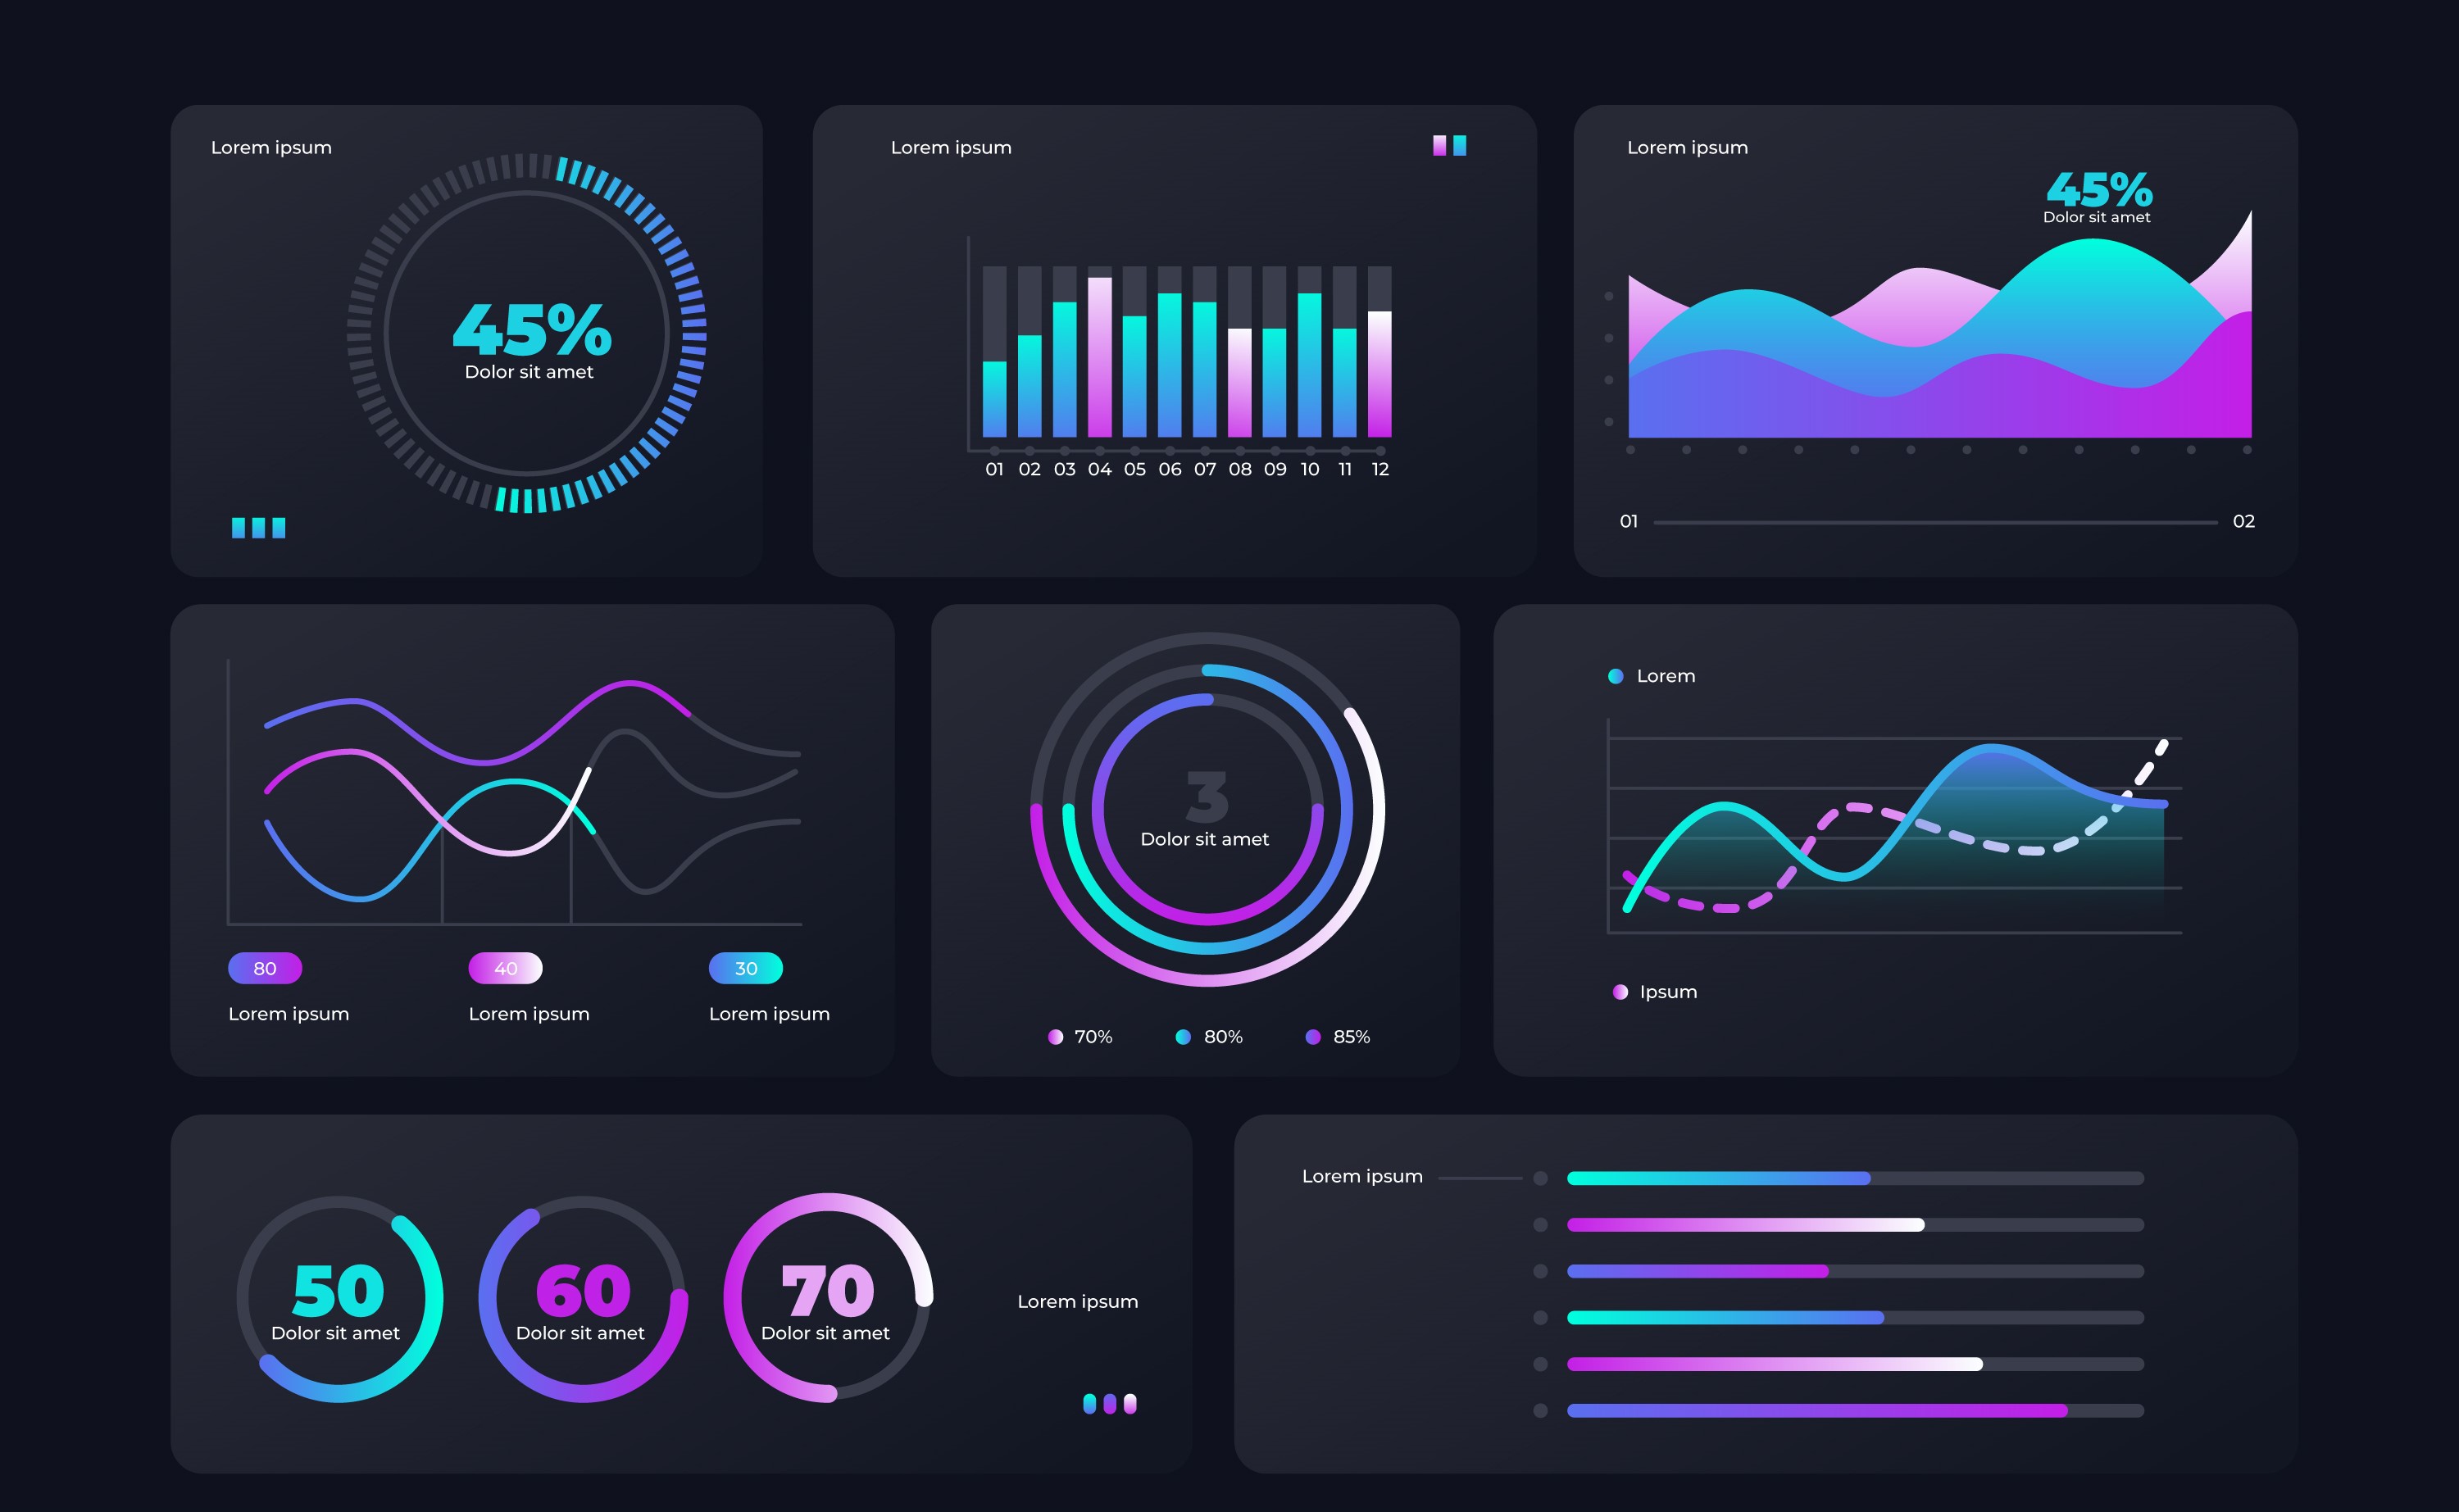 Lorem ipsum
45%
Dolor sit amet
Lorem ipsum
01 02 03 04 05 06 07 08 09 10 11 12
Lorem ipsum
45%
Dolor sit amet
01 02
80 40 30
Lorem ipsum Lorem ipsum Lorem ipsum
3
Dolor sit amet
70% 80% 85%
Lorem
Ipsum
50 60 70
Dolor sit amet Dolor sit amet Dolor sit amet
Lorem ipsum
Lorem ipsum